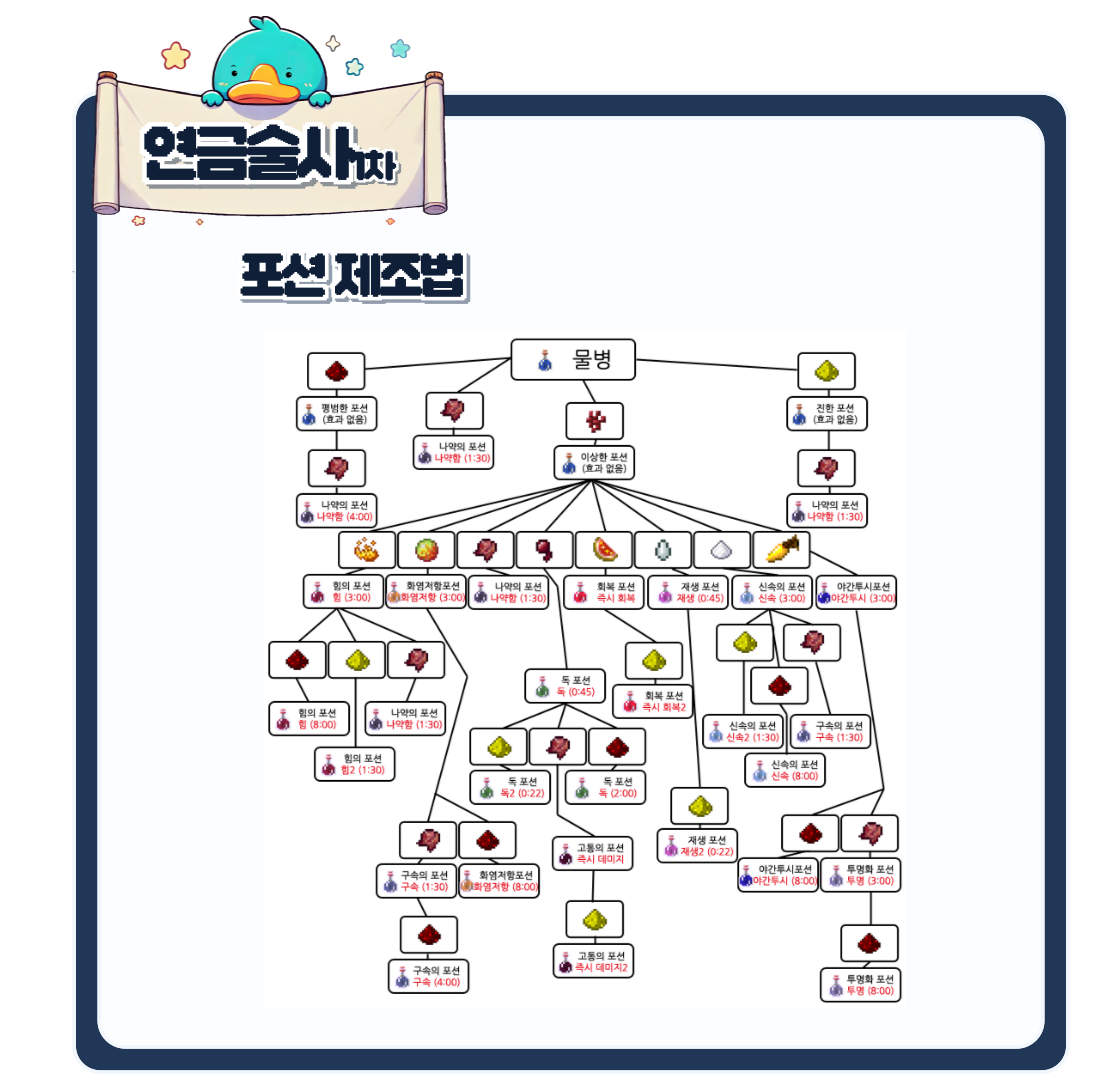 연금술사 1차
포션 제조법
물병
평범한 포션
(효과 없음)
나약의 포션
나약함 (1:30)
이상한 포션
(효과 없음)
진한 포션
(효과 없음)
나약의 포션
나약함 (4:00)
나약의 포션
나약함 (1:30)
힘의 포션
힘 (3:00)
화염저항포션
화염저항 (3:00)
나약의 포션
나약함 (1:30)
회복 포션
즉시 회복
재생 포션
재생 (0:45)
신속의 포션
신속 (3:00)
야간투시포션
야간투시 (3:00)
독 포션
독 (0:45)
회복 포션
즉시 회복2
힘의 포션
힘 (8:00)
나약의 포션
나약함 (1:30)
신속의 포션
신속2 (1:30)
구속의 포션
구속 (1:30)
힘의 포션
힘2 (1:30)
신속의 포션
신속 (8:00)
독 포션
독2 (0:22)
독 포션
독 (2:00)
재생 포션
재생2 (0:22)
고통의 포션
즉시 데미지
구속의 포션
구속 (1:30)
화염저항포션
화염저항 (8:00)
야간투시포션
야간투시 (8:00)
투명화 포션
투명 (3:00)
고통의 포션
즉시 데미지2
구속의 포션
구속 (4:00)
투명화 포션
투명 (8:00)